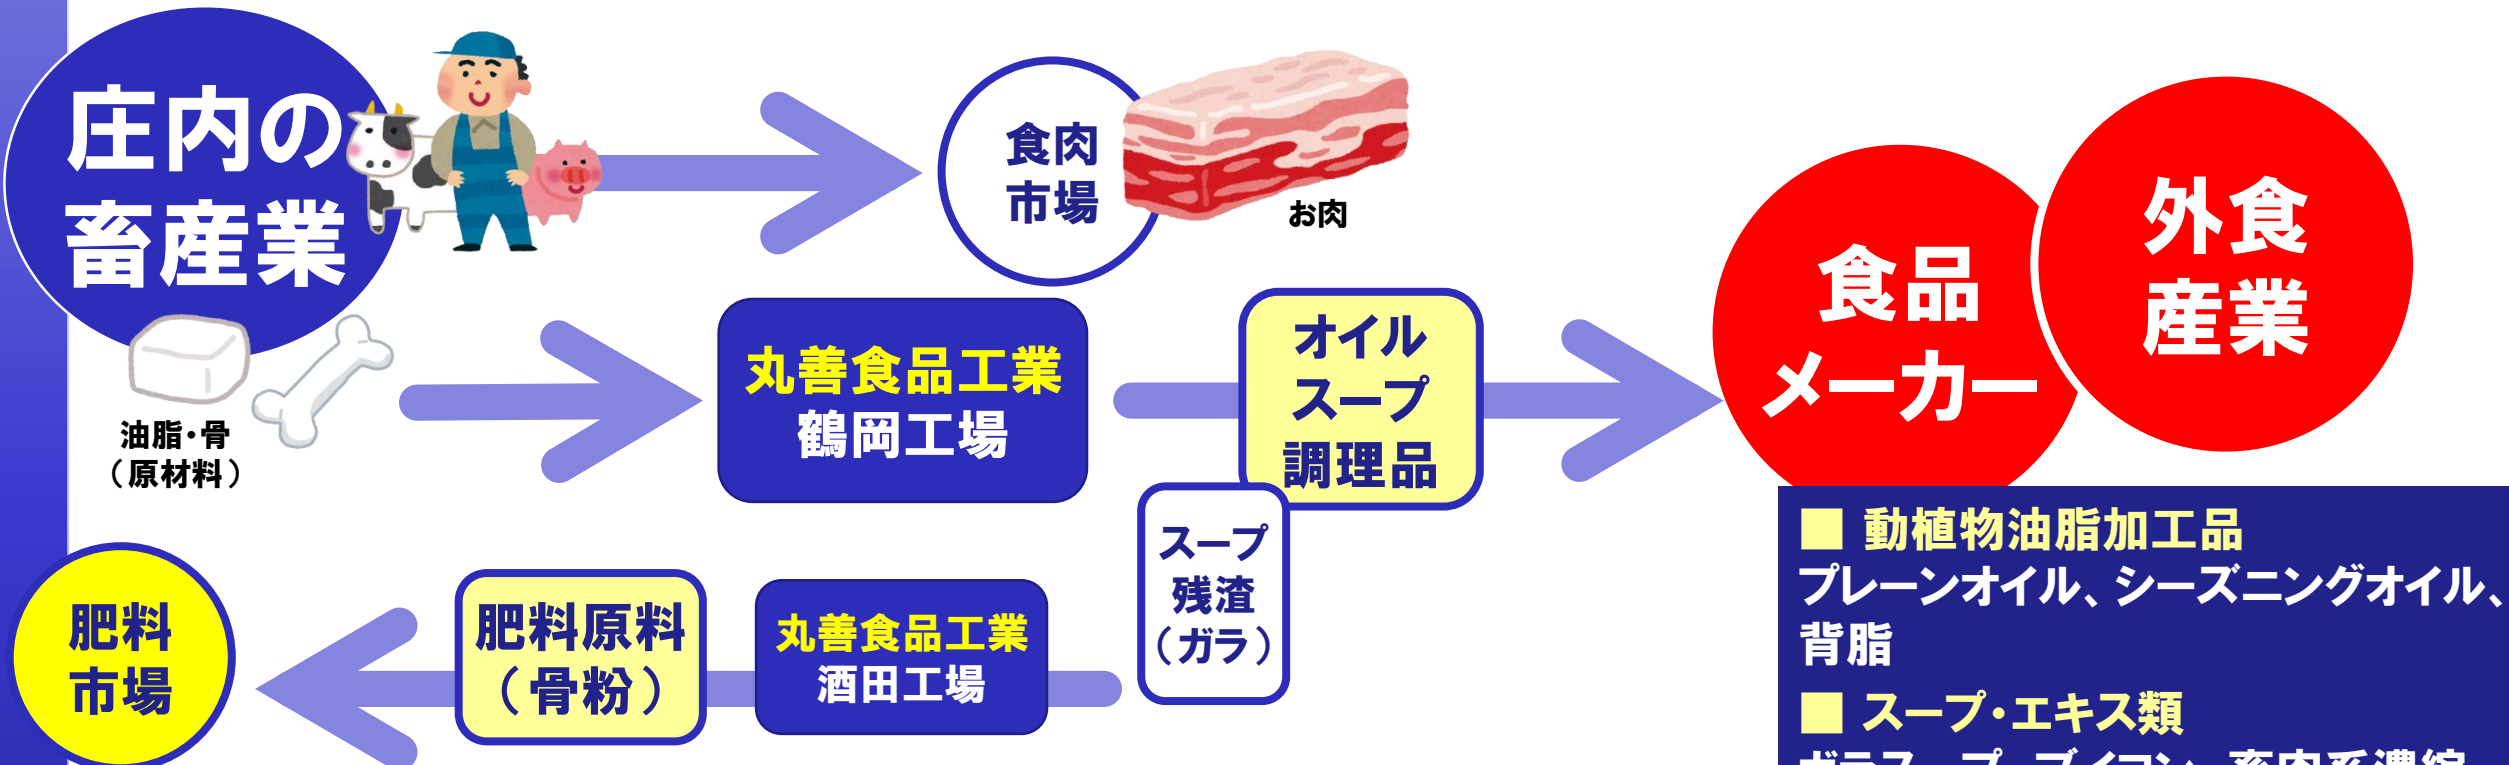 庄内の
畜産業
食肉
市場
お肉
油脂・骨
（原材料）
丸善食品工業
鶴岡工場
オイル
スープ
調理品
食品
メーカー
外食
産業
スープ
残渣
（ガラ）
丸善食品工業
酒田工場
肥料原料
（骨粉）
肥料
市場
■ 動植物油脂加工品
プレーンオイル、シーズニングオイル、
背脂
■ スープ・エキス類